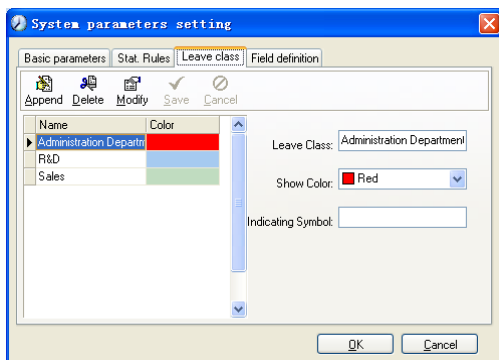 System parameters setting
Basic parameters Stat. Rules Leave class Field definition
Append Delete Modify Save Cancel
Name Color
Administration Departm
R&D
Sales
Leave Class: Administration Department
Show Color: Red
Indicating Symbol:
OK Cancel